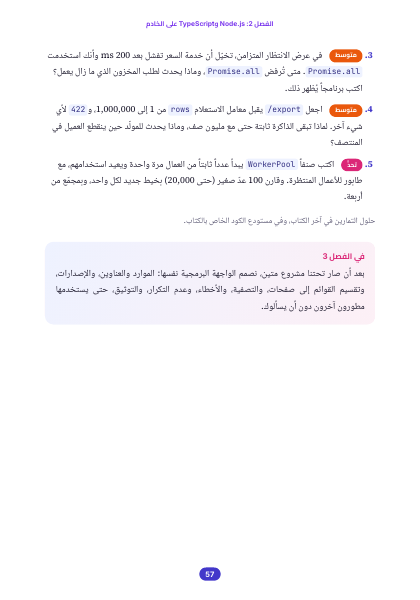 الفصل 2: Node.js وTypeScript على الخادم
3. متوسط في عرض الانتظار المتزامن، تخيّل أن خدمة السعر تفشل بعد 200 ms وأنك استخدمت
Promise.all. متى تُرفض Promise.all، وماذا يحدث لطلب المخزون الذي ما زال يعمل؟
اكتب برنامجاً يُظهر ذلك.
4. متوسط اجعل /export يقبل معامل الاستعلام rows من 1 إلى 1,000,000، و 422 لأي
شيء آخر. لماذا تبقى الذاكرة ثابتة حتى مع مليون صف، وماذا يحدث للمولّد حين ينقطع العميل في
المنتصف؟
5. تحدٍّ اكتب صنفاً WorkerPool يبدأ عدداً ثابتاً من العمال مرة واحدة ويعيد استخدامهم، مع
طابور للأعمال المنتظرة. وقارن 100 عدّ صغير (حتى 20,000) بخيط جديد لكل واحد، وبمجمّع من
أربعة.
حلول التمارين في آخر الكتاب، وفي مستودع الكود الخاص بالكتاب.
في الفصل 3
بعد أن صار تحتنا مشروع متين، نصمم الواجهة البرمجية نفسها: الموارد والعناوين، والإصدارات،
وتقسيم القوائم إلى صفحات، والتصفية، والأخطاء، وعدم التكرار، والتوثيق، حتى يستخدمها
مطورون آخرون دون أن يسألوك.
57